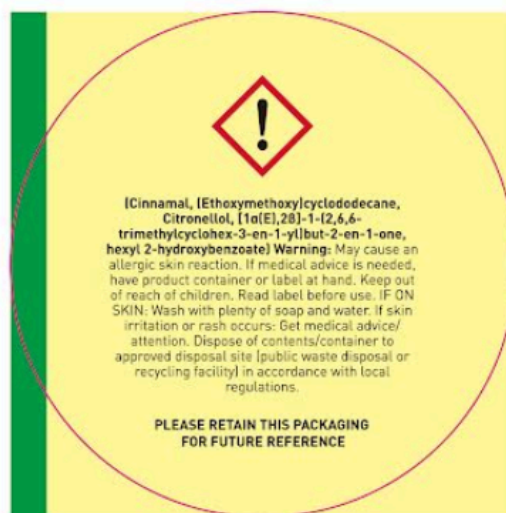 (Cinnamal, (Ethoxymethoxy)cyclododecane,
Citronellol, [1α(E),2ß]-1-(2,6,6-
trimethylcyclohex-3-en-1-yl)but-2-en-1-one,
hexyl 2-hydroxybenzoate) Warning: May cause an
allergic skin reaction. If medical advice is needed,
have product container or label at hand. Keep out
of reach of children. Read label before use. IF ON
SKIN: Wash with plenty of soap and water. If skin
irritation or rash occurs: Get medical advice/
attention. Dispose of contents/container to
approved disposal site (public waste disposal or
recycling facility) in accordance with local
regulations.
PLEASE RETAIN THIS PACKAGING
FOR FUTURE REFERENCE